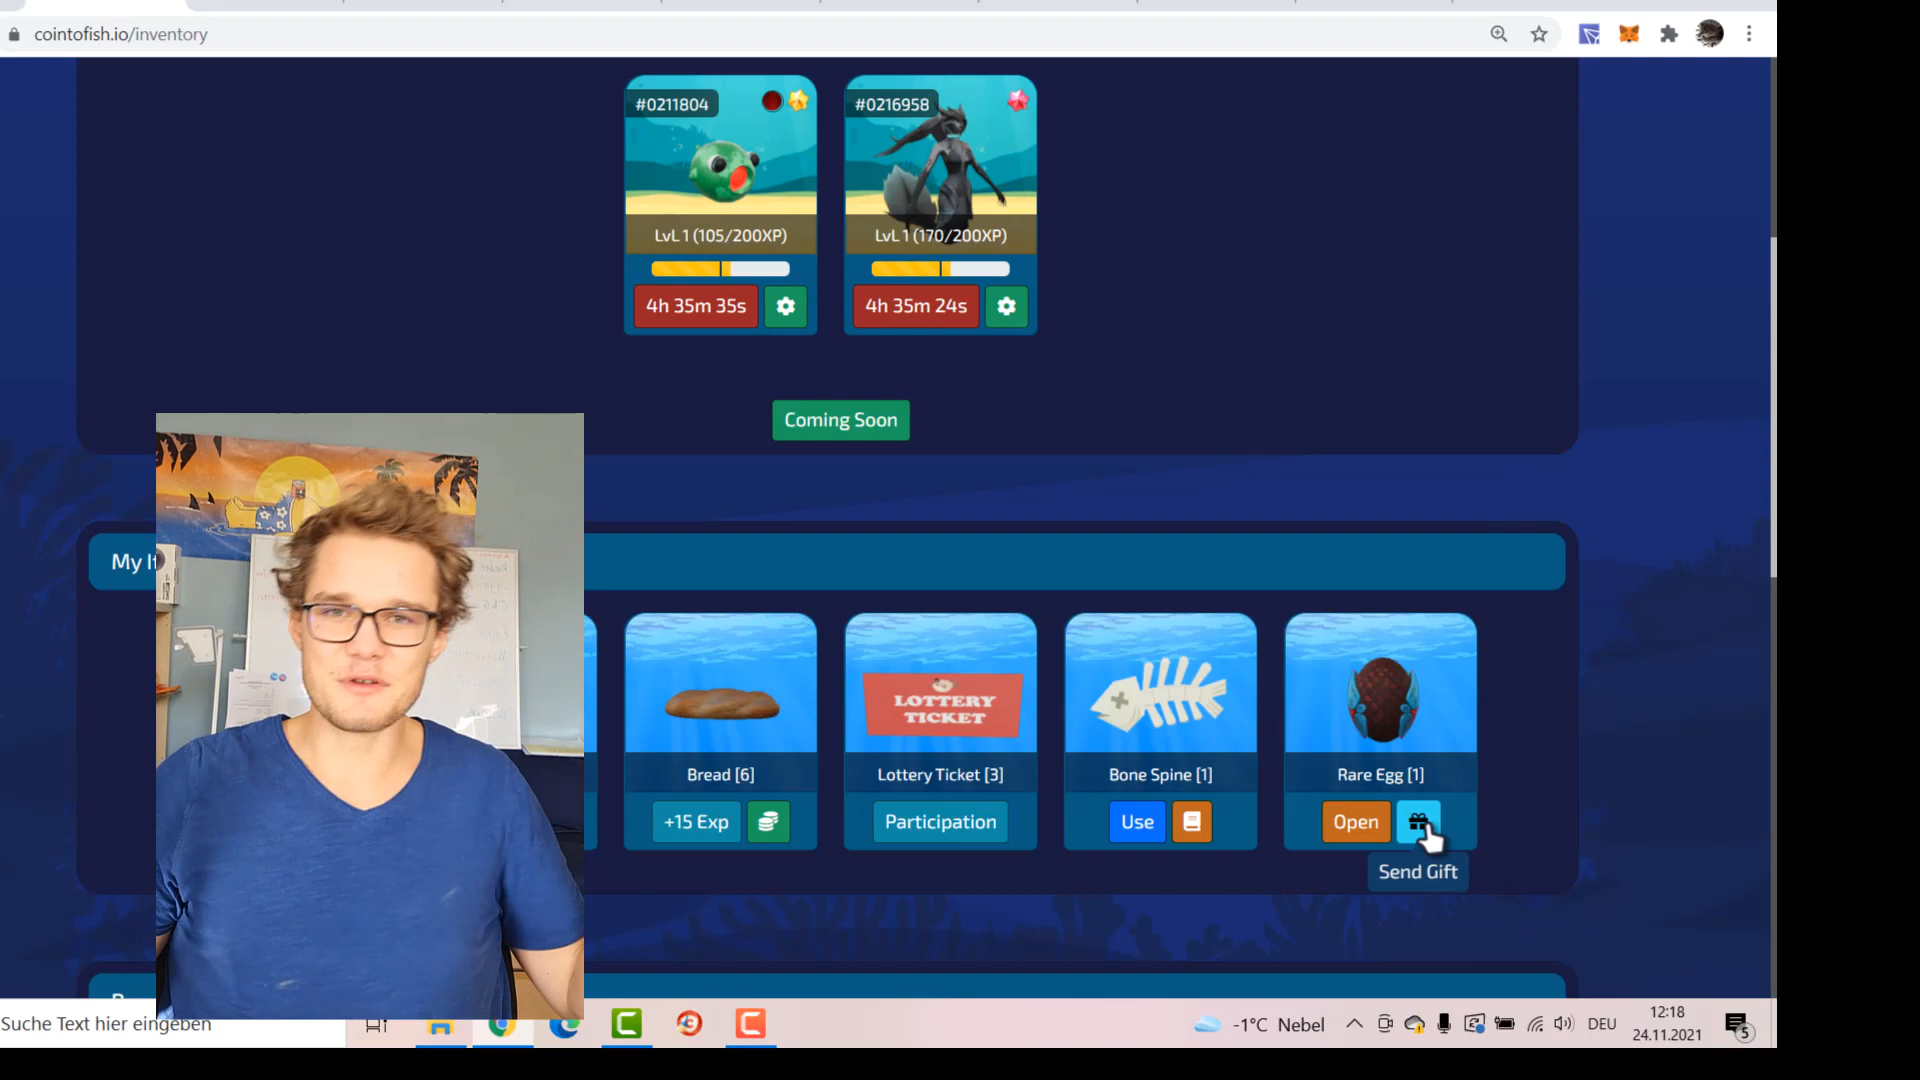 cointofish.io/inventory
#0211804
#0216958
LvL 1 (105/200XP)
LvL 1 (170/200XP)
4h 35m 35s
4h 35m 24s
Coming Soon
My It
LOTTERY
TICKET
Bread [6]
Lottery Ticket [3]
Bone Spine [1]
Rare Egg [1]
+15 Exp
Participation
Use
Open
Send Gift
Suche Text hier eingeben
-1°C Nebel
DEU
12:18
24.11.2021
5